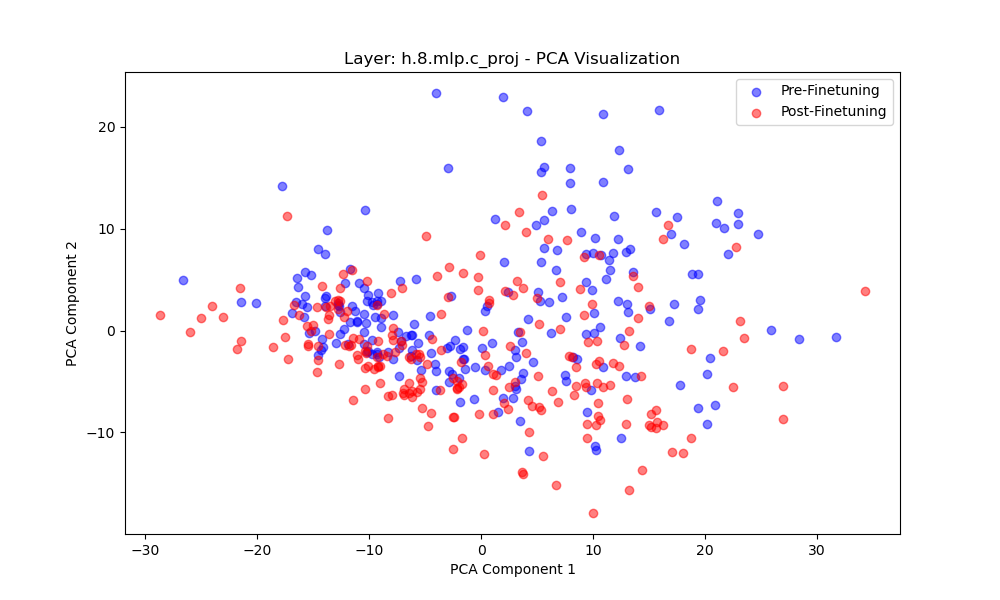 Layer: h.8.mlp.c_proj - PCA Visualization
Pre-Finetuning
Post-Finetuning
20
10
0
−10
PCA Component 2
−30
−20
−10
0
10
20
30
PCA Component 1